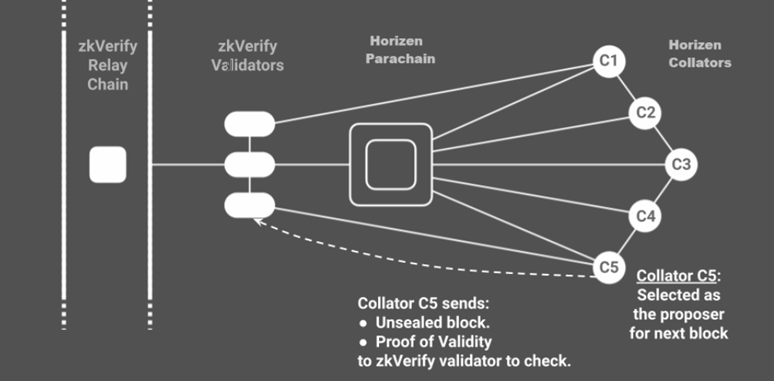 zkVerify
Relay
Chain
zkVerify
Validators
Horizen
Parachain
Horizen
Collators
C1
C2
C3
C4
C5
Collator C5:
Selected as
the proposer
for next block
Collator C5 sends:
● Unsealed block.
● Proof of Validity
to zkVerify validator to check.